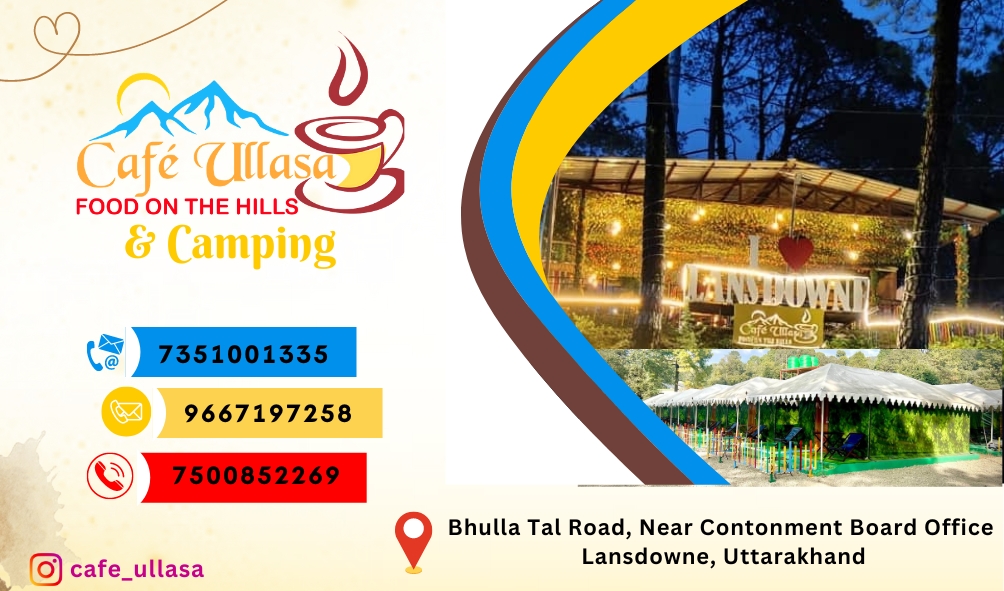 Café Ullasa
FOOD ON THE HILLS
& Camping
7351001335
9667197258
7500852269
cafe_ullasa
I
LANSDOWNE
Café Ullasa
Bhulla Tal Road, Near Contonment Board Office
Lansdowne, Uttarakhand